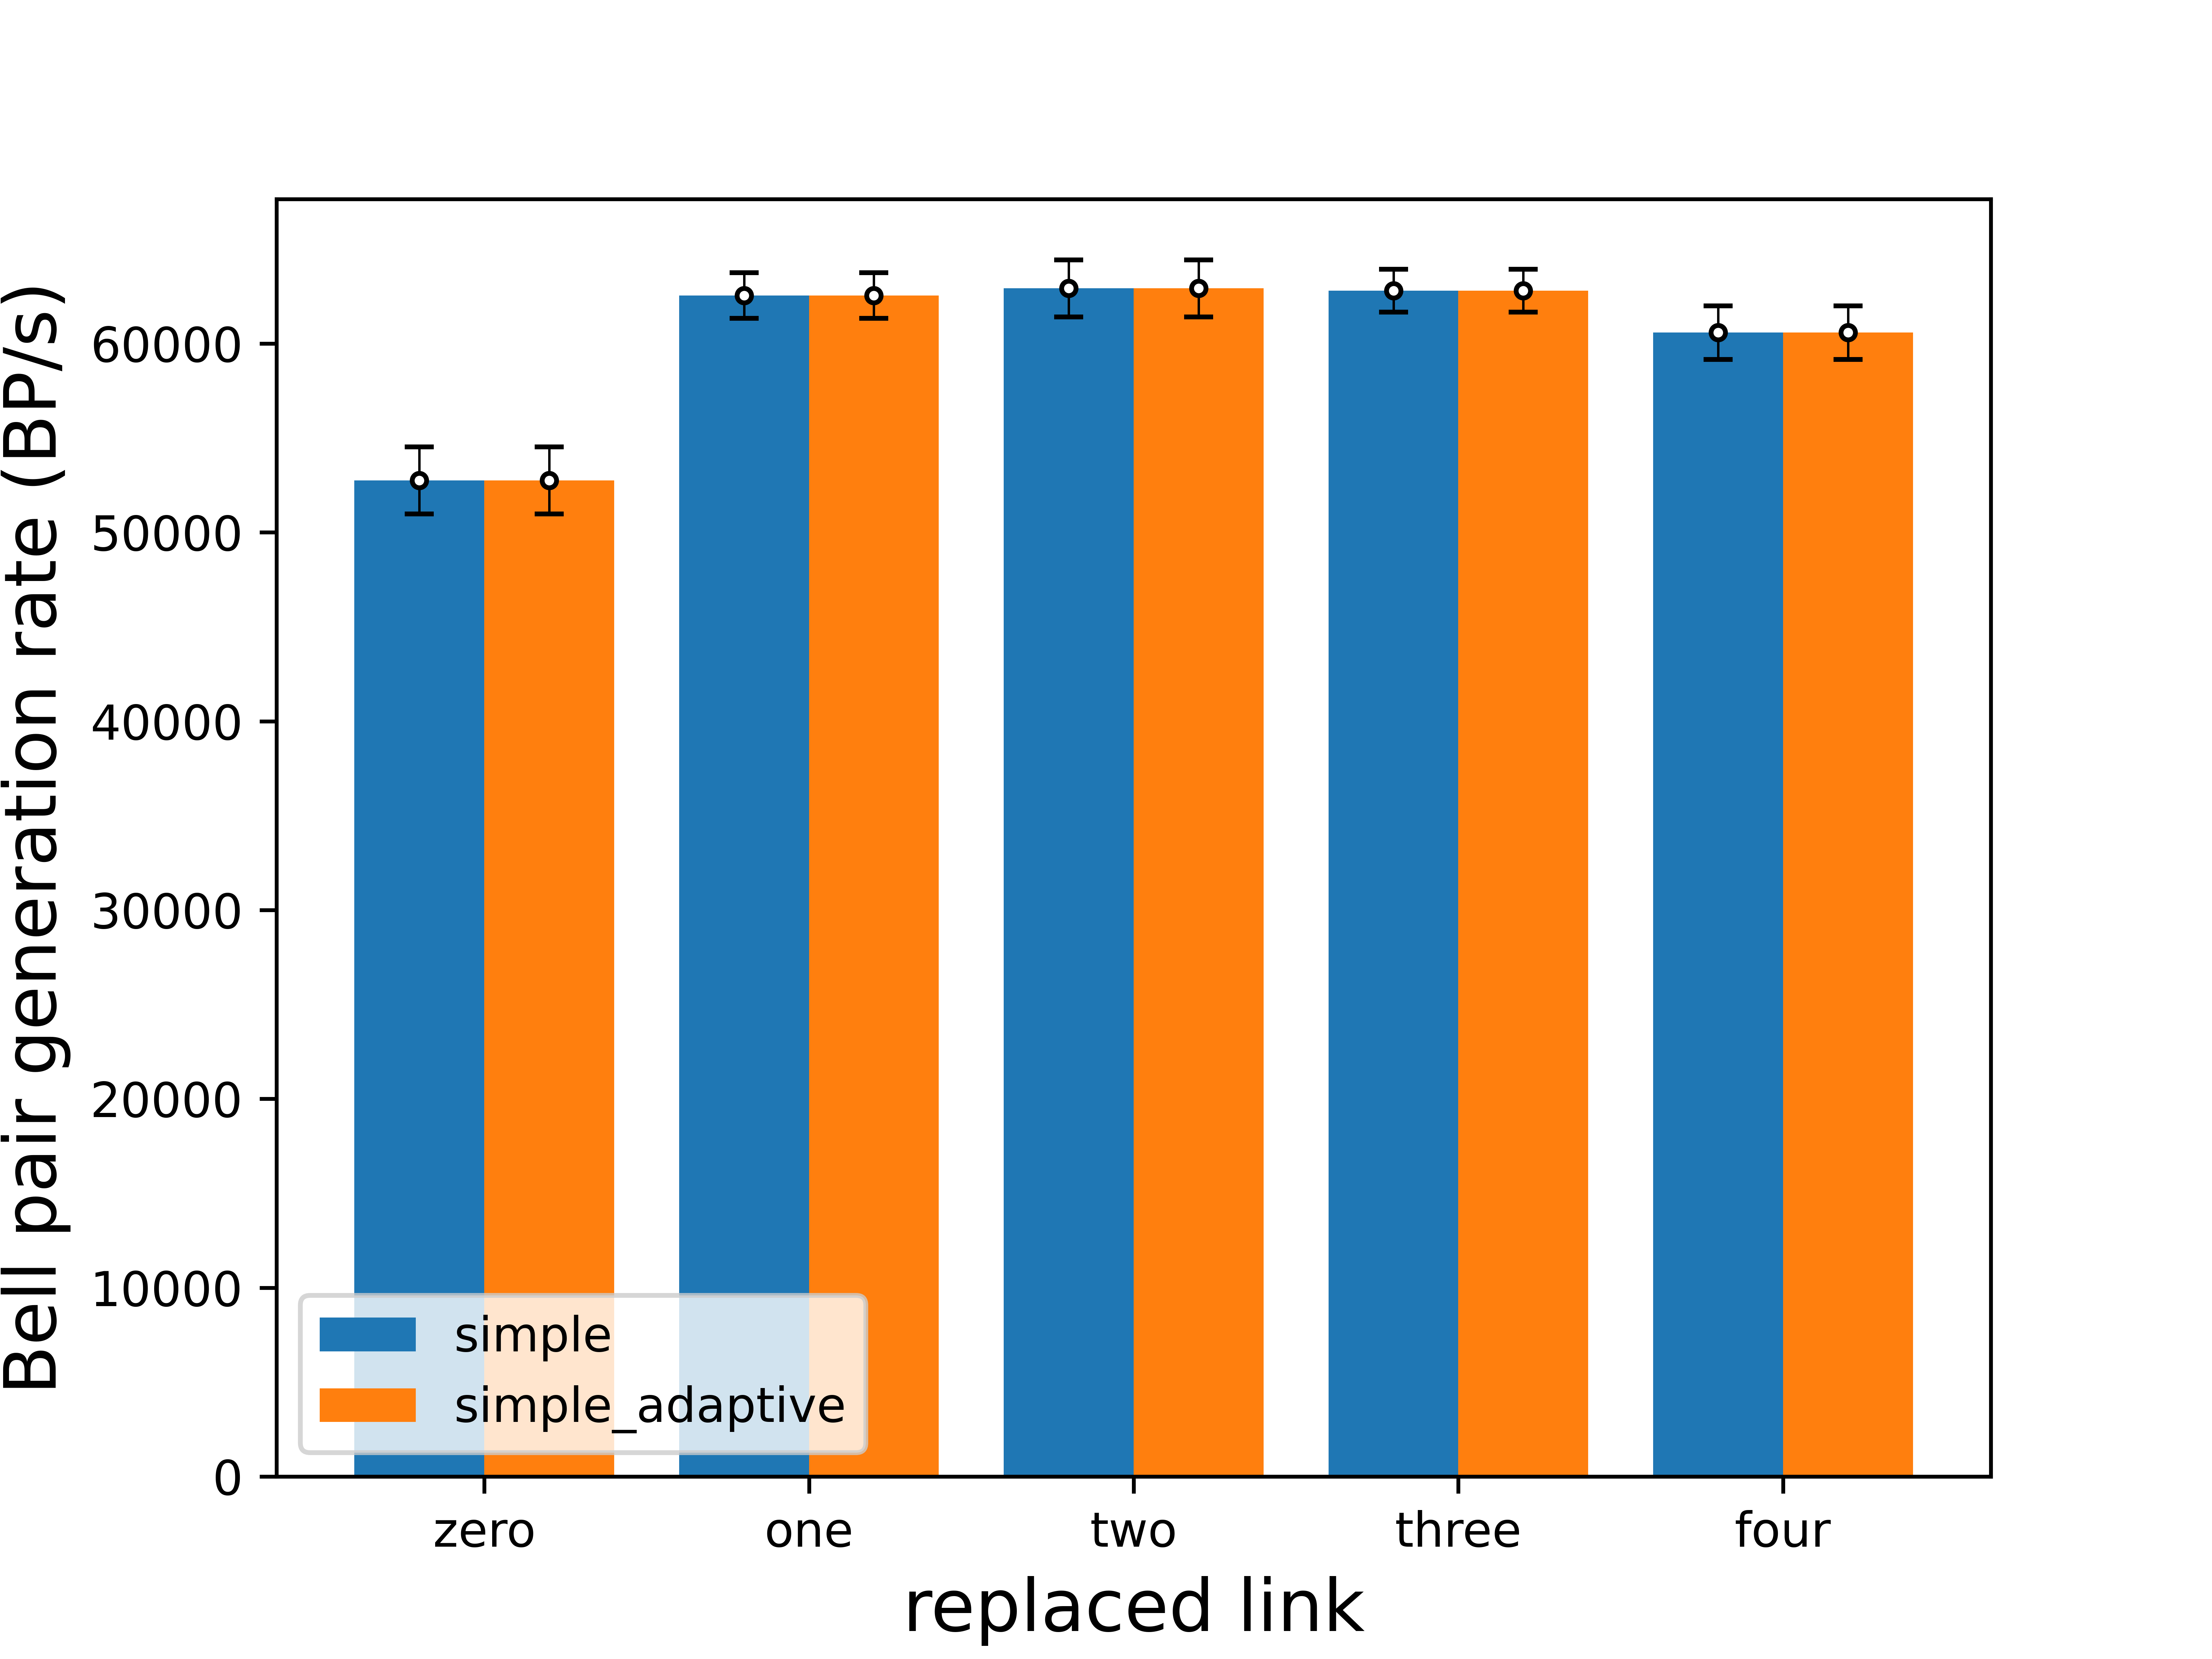 Bell pair generation rate (BP/s)
60000
50000
40000
30000
20000
10000
0
simple
simple_adaptive
zero one two three four
replaced link